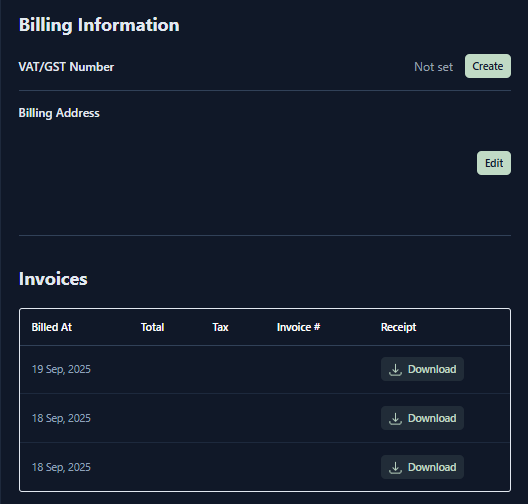 Billing Information
VAT/GST Number Not set Create
Billing Address
Edit
Invoices
Billed At Total Tax Invoice # Receipt
19 Sep, 2025 Download
18 Sep, 2025 Download
18 Sep, 2025 Download